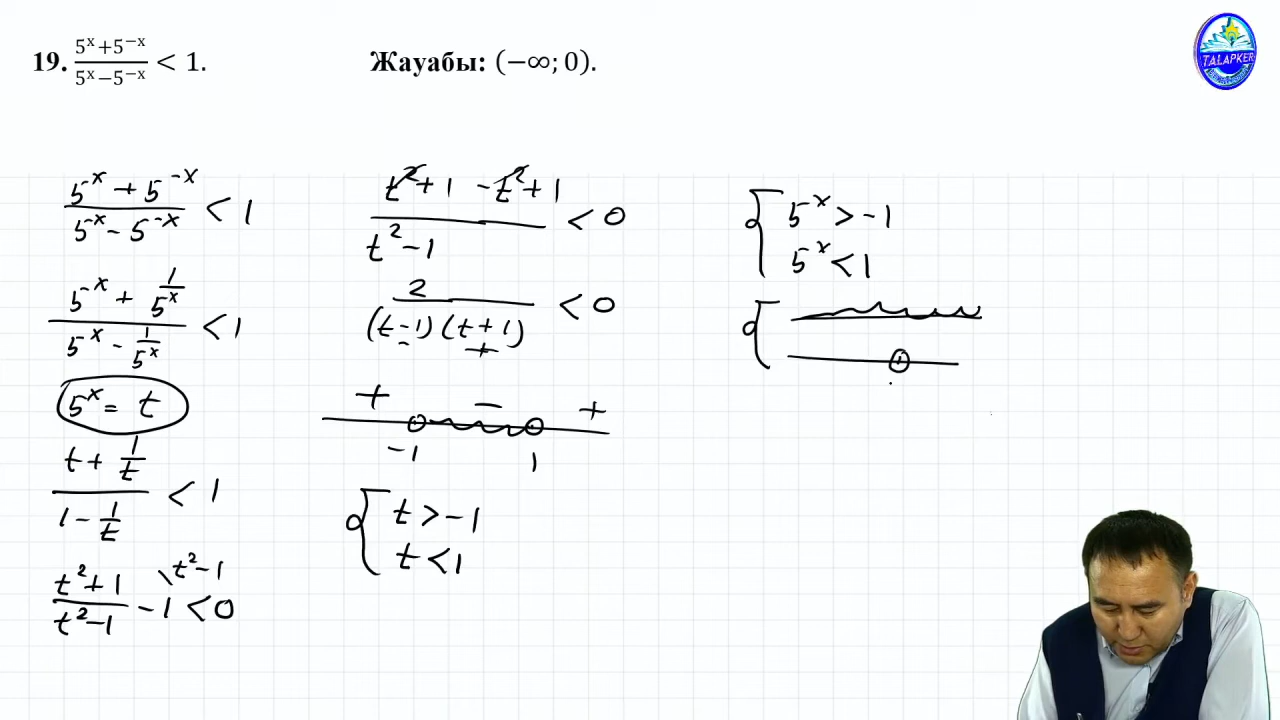 19. (5^x+5^−x)/(5^x−5^−x) < 1. Жауабы: (−∞; 0).
TALAPKER
(5^x + 5^-x)/(5^x - 5^-x) < 1
(5^x + 1/5^x)/(5^x - 1/5^x) < 1
5^x = t
(t + 1/t)/(1 - 1/t) < 1
(t² + 1)/(t² - 1) - 1 < 0
t² - 1
(t² + 1 - t² + 1)/(t² - 1) < 0
2/((t - 1)(t + 1)) < 0
- +
+ - +
-1 1
{ t > -1
t < 1
{ 5^x > -1
5^x < 1
{